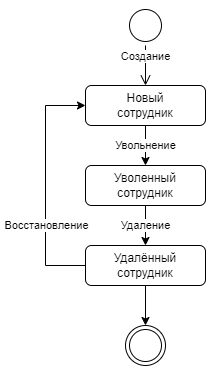 Создание
Новый
сотрудник
Увольнение
Уволенный
сотрудник
Удаление
Восстановление
Удалённый
сотрудник